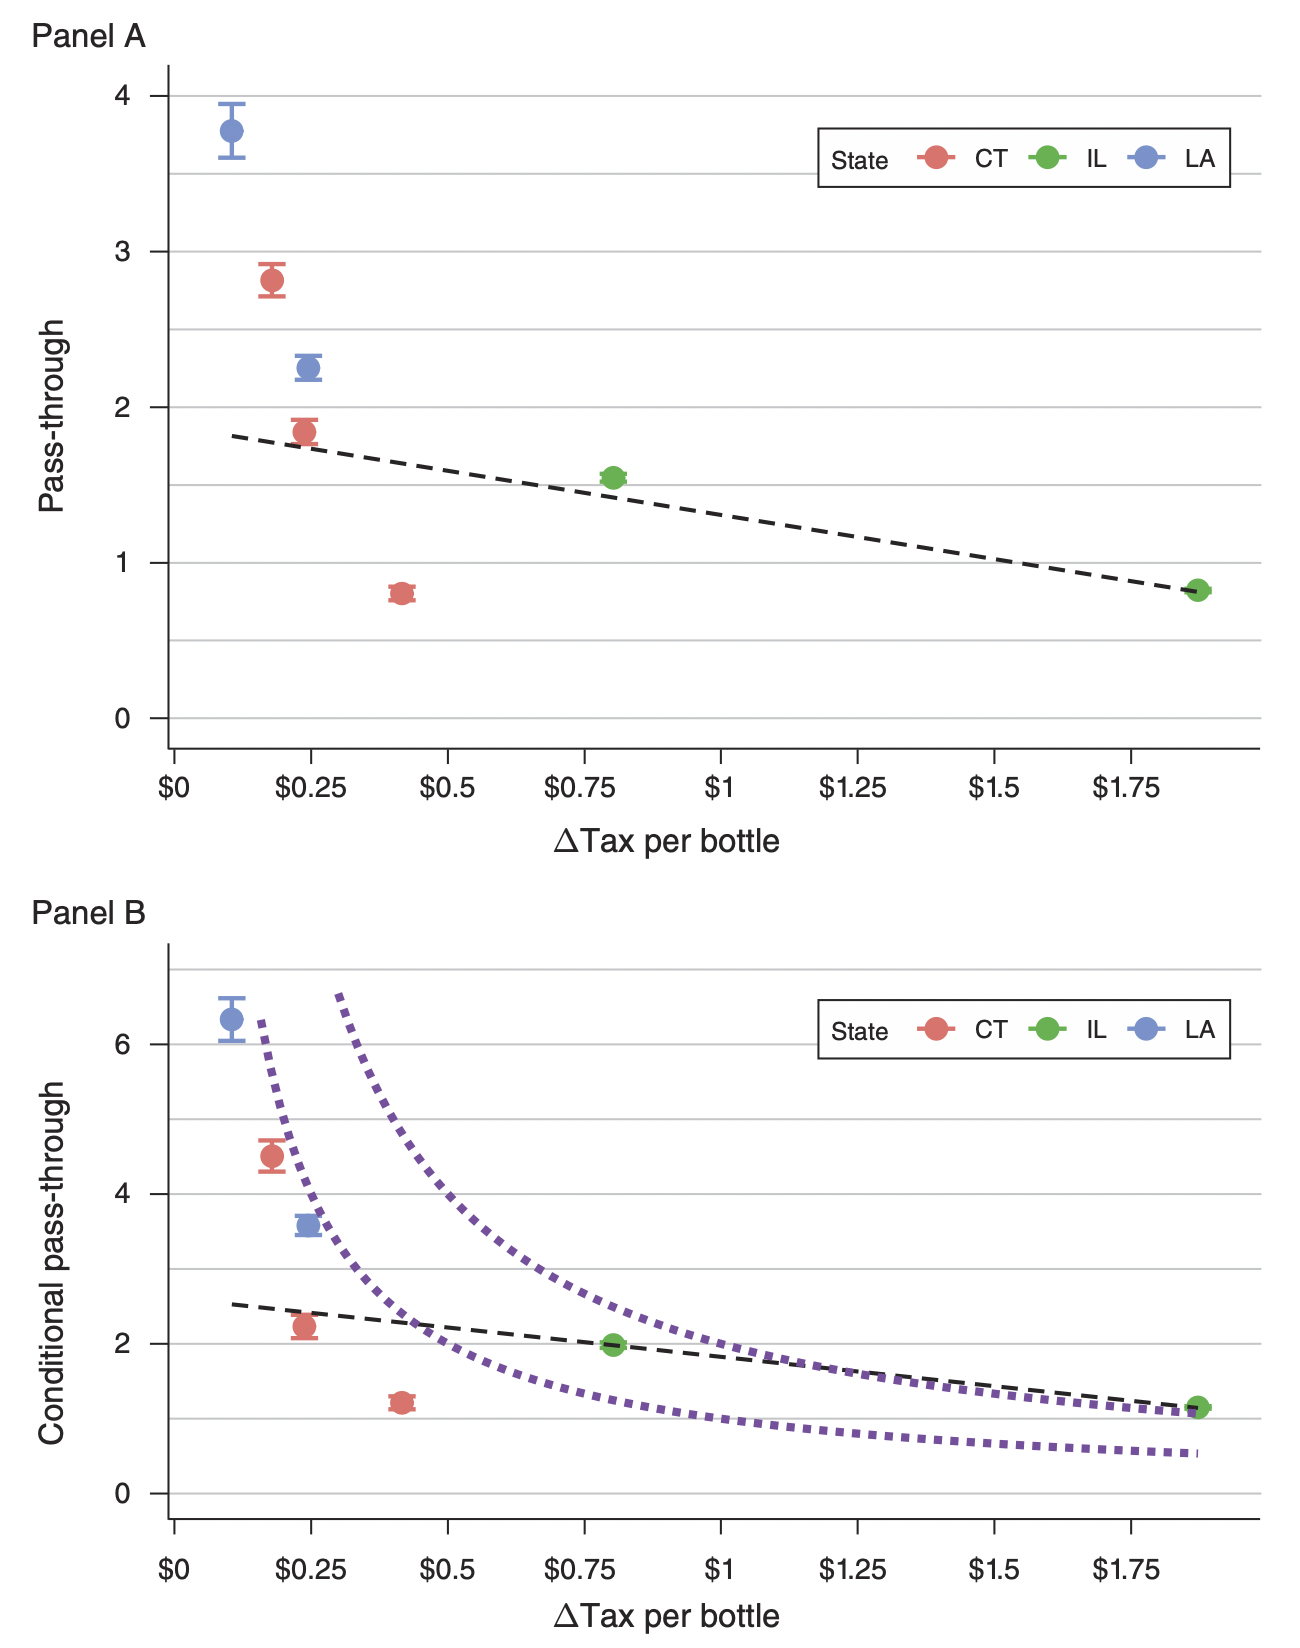 Panel A
4
3
2
1
0
Pass-through
State CT IL LA
$0 $0.25 $0.5 $0.75 $1 $1.25 $1.5 $1.75
ΔTax per bottle
Panel B
6
4
2
0
Conditional pass-through
State CT IL LA
$0 $0.25 $0.5 $0.75 $1 $1.25 $1.5 $1.75
ΔTax per bottle